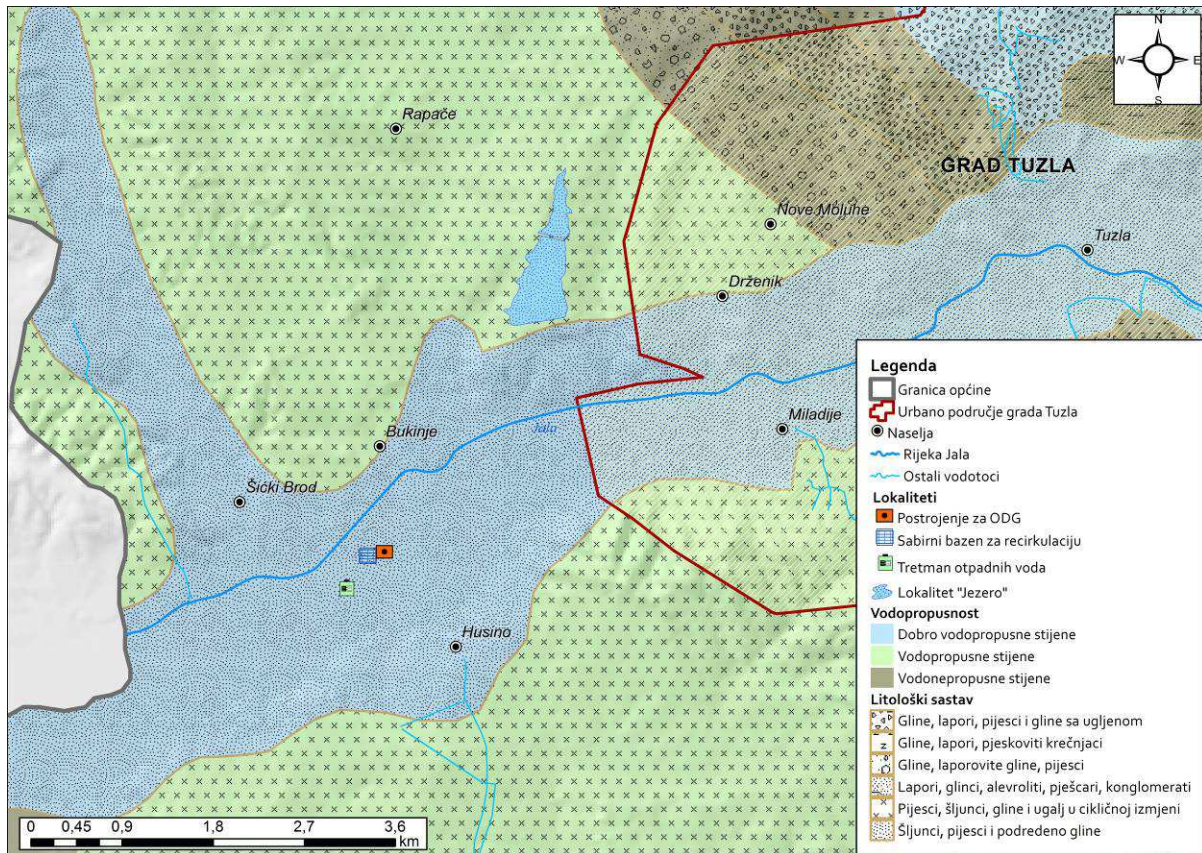 N
W E
S
Rapače
GRAD TUZLA
Nove Moluhe
Tuzla
Drženik
Miladije
Jala
Bukinje
Šićki Brod
Husino
Legenda
Granica općine
Urbano područje grada Tuzla
Naselja
Rijeka Jala
Ostali vodotoci
Lokaliteti
Postrojenje za ODG
Sabirni bazen za recirkulaciju
Tretman otpadnih voda
Lokalitet "Jezero"
Vodopropusnost
Dobro vodopropusne stijene
Vodopropusne stijene
Vodonepropusne stijene
Litološki sastav
Gline, lapori, pijesci i gline sa ugljenom
Gline, lapori, pjeskoviti krečnjaci
Gline, laporovite gline, pijesci
Lapori, glinci, alevroliti, pješčari, konglomerati
Pijesci, šljunci, gline i ugalj u cikličnoj izmjeni
Šljunci, pijesci i podređeno gline
0 0,45 0,9 1,8 2,7 3,6
km